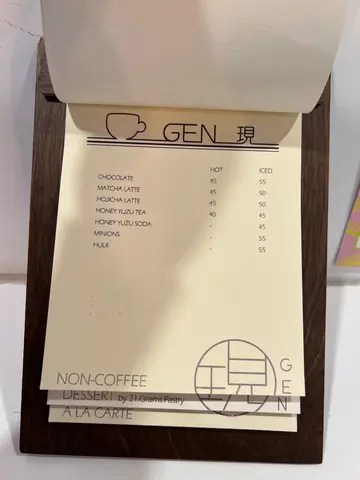 GEN 現
HOT ICED
CHOCOLATE 45 55
MATCHA LATTE 45 50
HOJICHA LATTE 45 50
HONEY YUZU TEA 40 45
HONEY YUZU SODA - 45
MINIONS - 55
HULK - 55
現 GEN
NON-COFFEE
DESSERT by 21.Grams Pastry
A LA CARTE